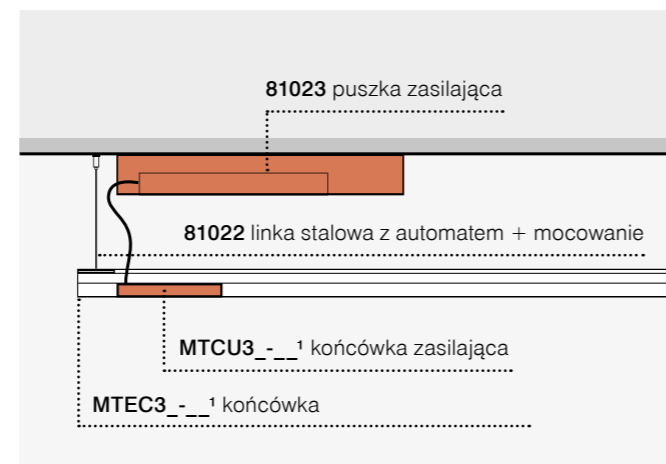 81023 puszka zasilająca
81022 linka stalowa z automatem + mocowanie
MTCU3_-__¹ końcówka zasilająca
MTEC3_-__¹ końcówka